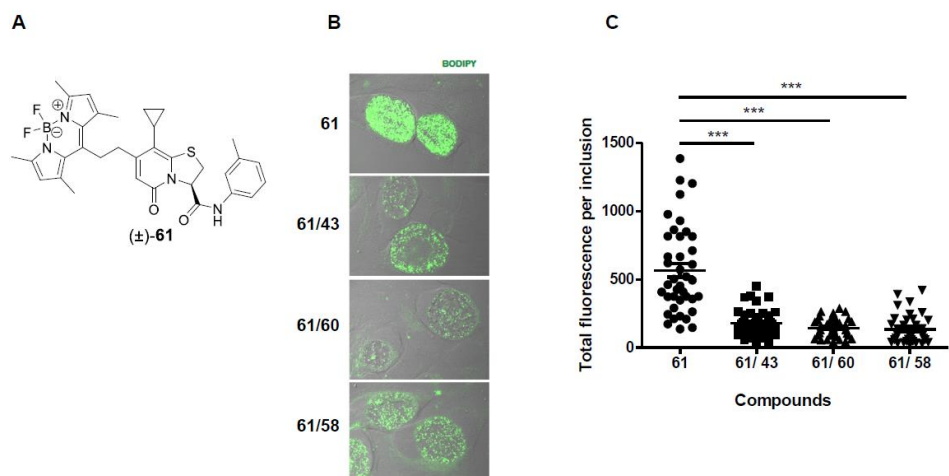 A
B
C
BODIPY
F
F
B
N
N
+
−
S
N
O
O
N
H
(±)-61
61
61/43
61/60
61/58
***
***
***
Total fluorescence per inclusion
1500
1000
500
0
61
61/ 43
61/ 60
61/ 58
Compounds